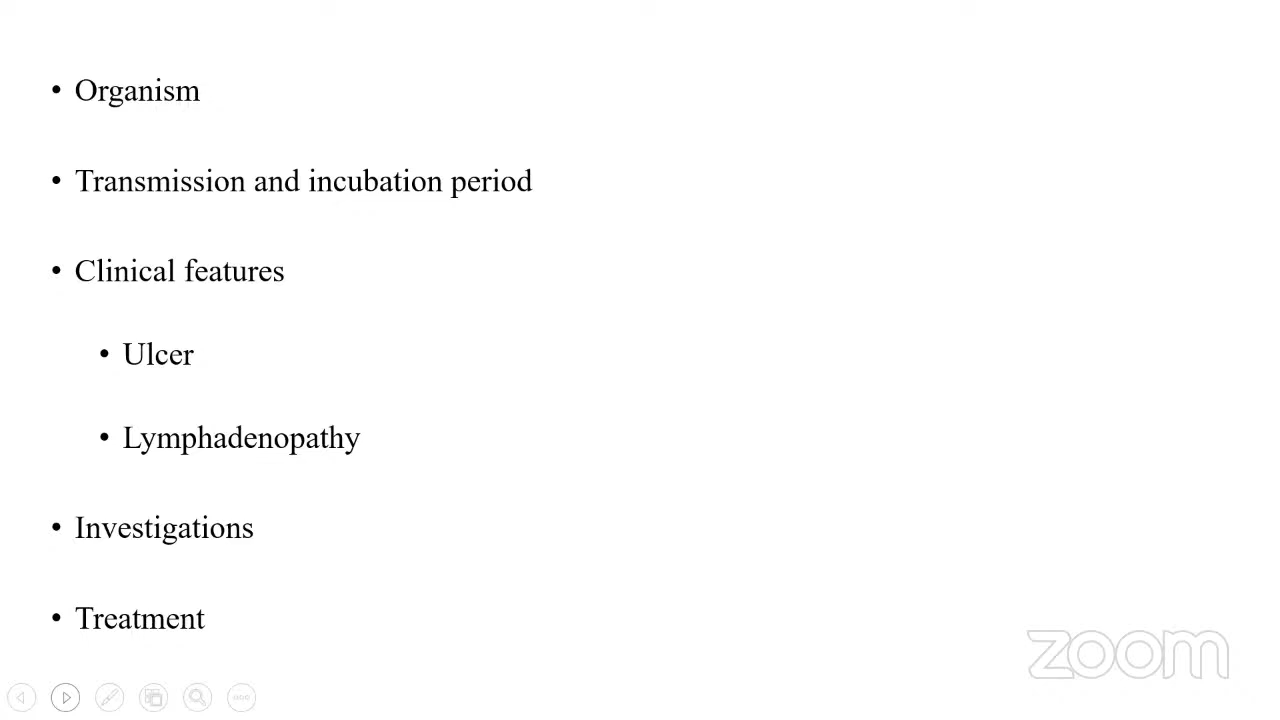 • Organism
• Transmission and incubation period
• Clinical features
• Ulcer
• Lymphadenopathy
• Investigations
• Treatment
zoom